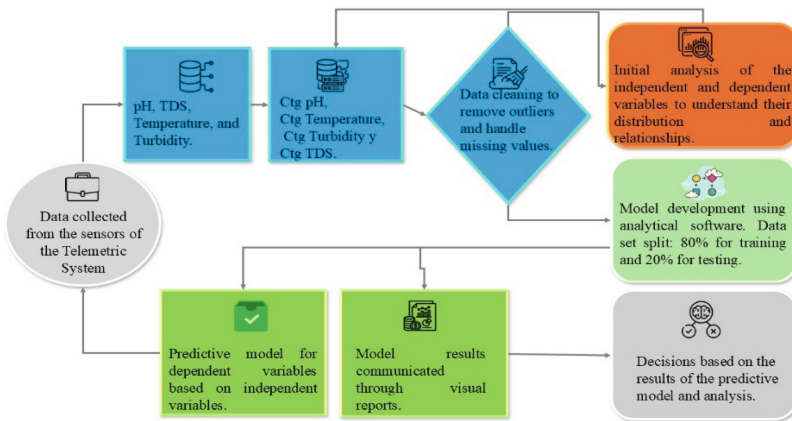 pH, TDS,
Temperature, and
Turbidity.
Ctg pH,
Ctg Temperature,
Ctg Turbidity y
Ctg TDS.
Data cleaning to
remove outliers
and handle
missing values.
Initial analysis of the
independent and dependent
variables to understand their
distribution and
relationships.
Data collected
from the sensors of
the Telemetric
System
Model development using
analytical software. Data
set split: 80% for training
and 20% for testing.
Predictive model for
dependent variables
based on independent
variables.
Model results
communicated
through visual
reports.
Decisions based on the
results of the predictive
model and analysis.